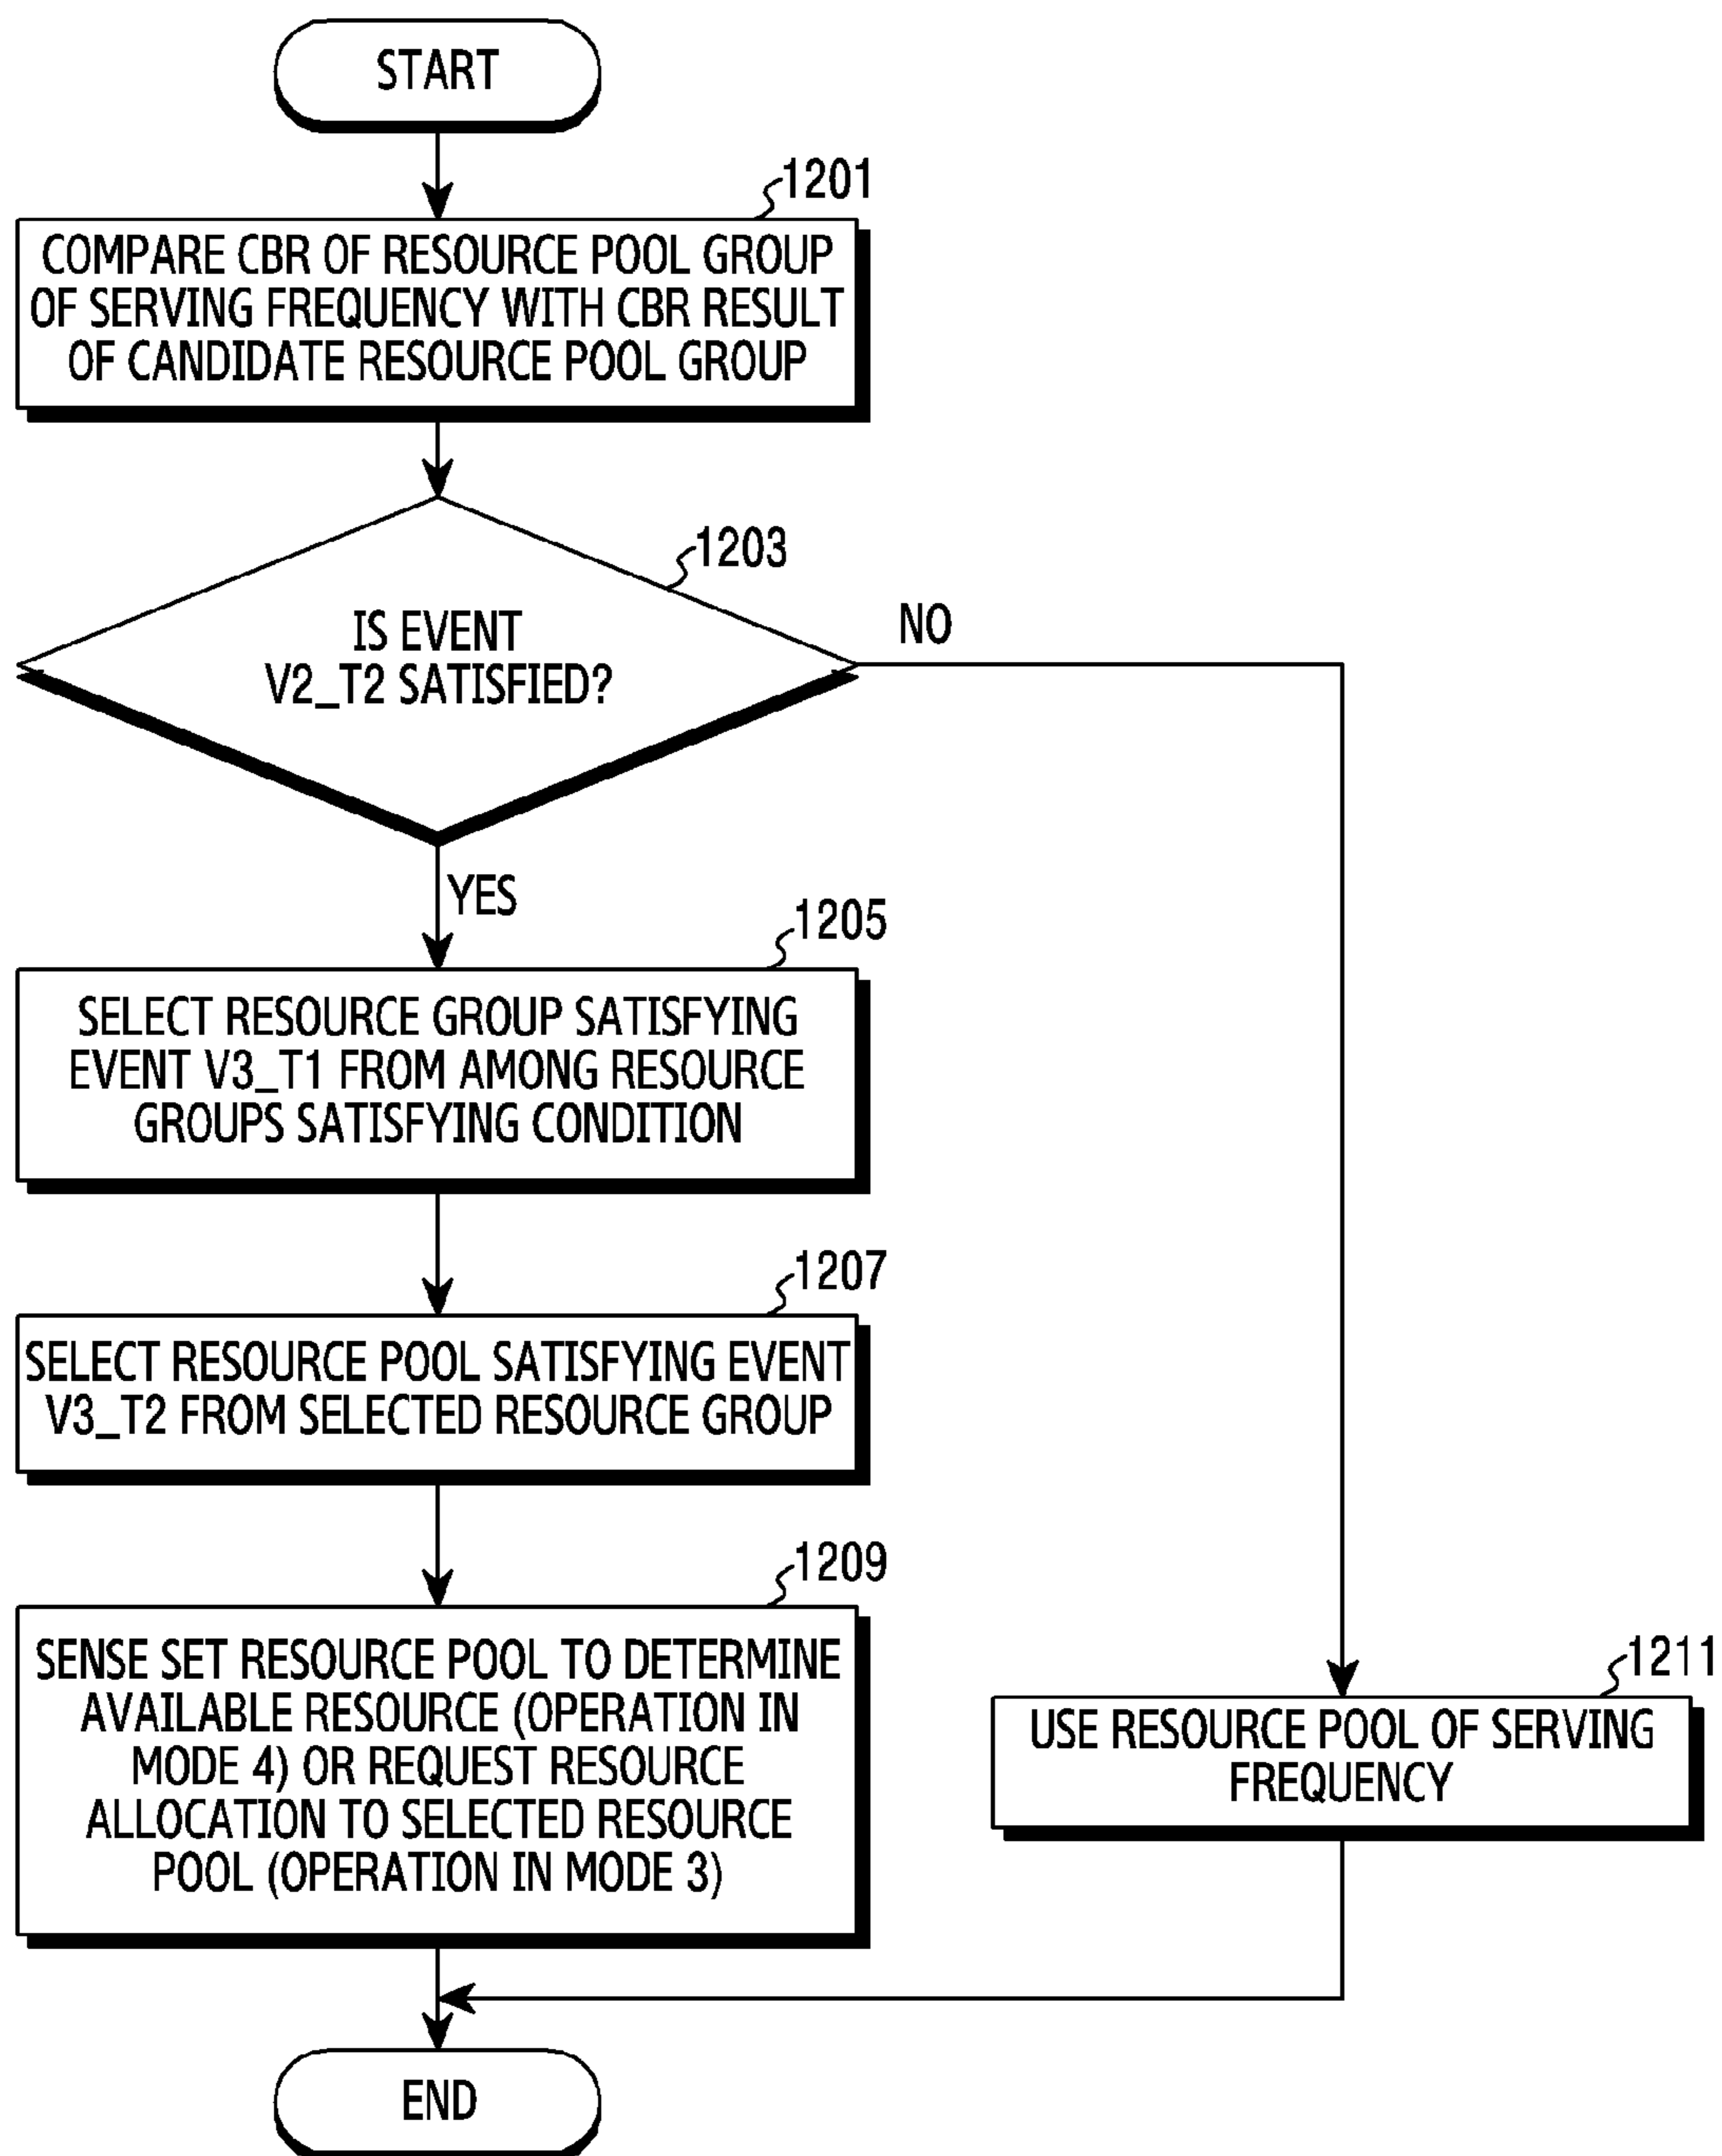 START
1201
COMPARE CBR OF RESOURCE POOL GROUP
OF SERVING FREQUENCY WITH CBR RESULT
OF CANDIDATE RESOURCE POOL GROUP
1203
IS EVENT
V2_T2 SATISFIED?
NO
YES
1205
SELECT RESOURCE GROUP SATISFYING
EVENT V3_T1 FROM AMONG RESOURCE
GROUPS SATISFYING CONDITION
1207
SELECT RESOURCE POOL SATISFYING EVENT
V3_T2 FROM SELECTED RESOURCE GROUP
1209
SENSE SET RESOURCE POOL TO DETERMINE
AVAILABLE RESOURCE (OPERATION IN
MODE 4) OR REQUEST RESOURCE
ALLOCATION TO SELECTED RESOURCE
POOL (OPERATION IN MODE 3)
1211
USE RESOURCE POOL OF SERVING
FREQUENCY
END